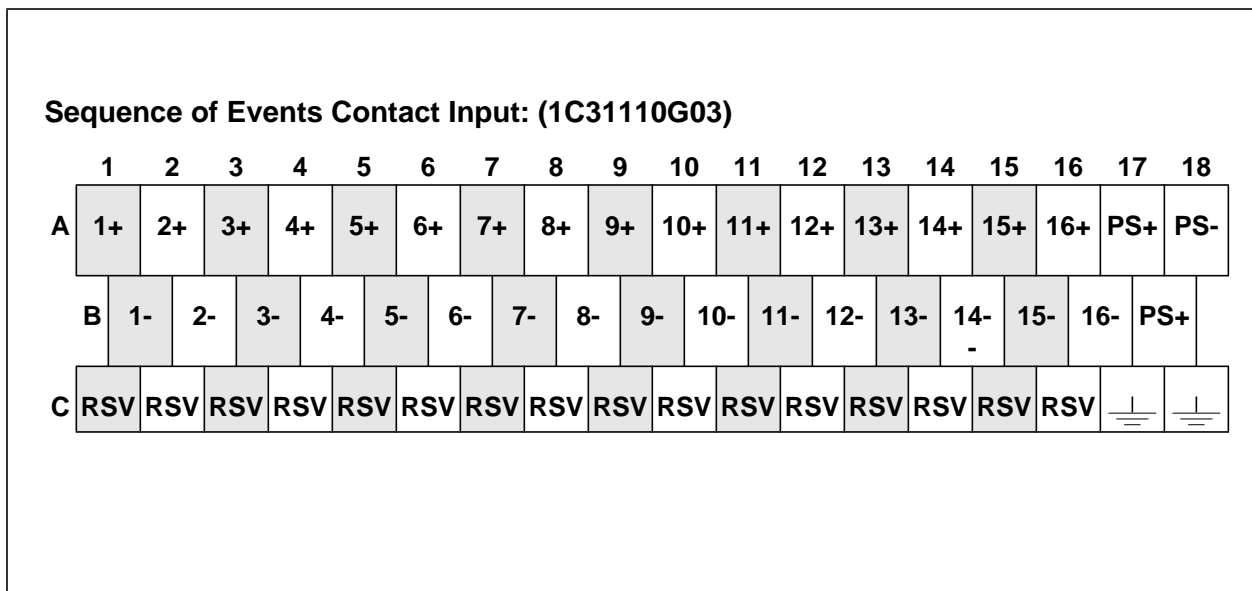 Sequence of Events Contact Input: (1C31110G03)
1 2 3 4 5 6 7 8 9 10 11 12 13 14 15 16 17 18
A 1+ 2+ 3+ 4+ 5+ 6+ 7+ 8+ 9+ 10+ 11+ 12+ 13+ 14+ 15+ 16+ PS+ PS-
B 1- 2- 3- 4- 5- 6- 7- 8- 9- 10- 11- 12- 13- 14- 15- 16- PS+
-
C RSV RSV RSV RSV RSV RSV RSV RSV RSV RSV RSV RSV RSV RSV RSV RSV